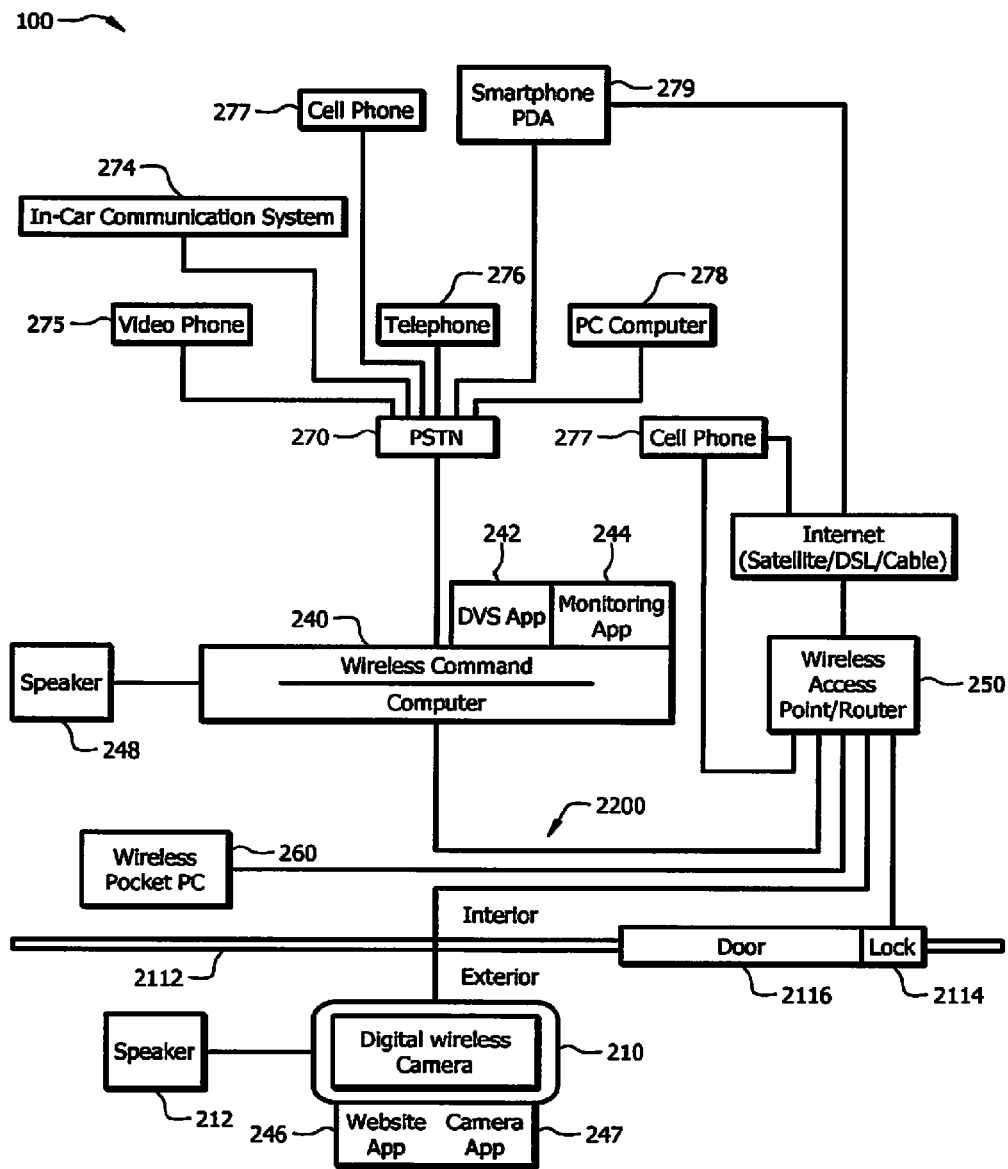 100
Smartphone
PDA
279
277
Cell Phone
274
In-Car Communication System
276
278
275
Video Phone
Telephone
PC Computer
270
PSTN
277
Cell Phone
242
244
Internet
(Satellite/DSL/Cable)
DVS App
Monitoring
App
240
Wireless Command
Computer
Speaker
248
Wireless
Access
Point/Router
250
2200
Wireless
Pocket PC
260
Interior
Door
Lock
2112
Exterior
2116
2114
Speaker
212
Digital wireless
Camera
210
246
Website
App
Camera
App
247